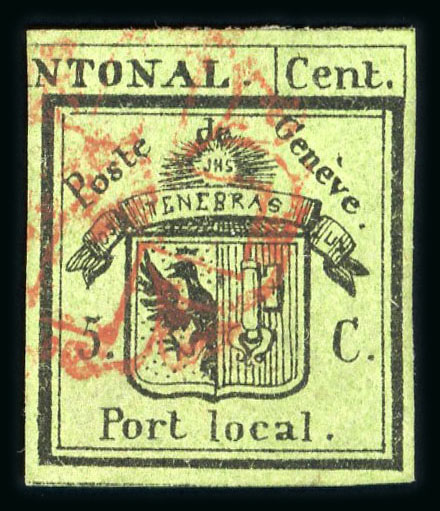 NTONAL. Cent.
Poste de Genève.
JHS
TENEBRAS
5. C.
Port local.